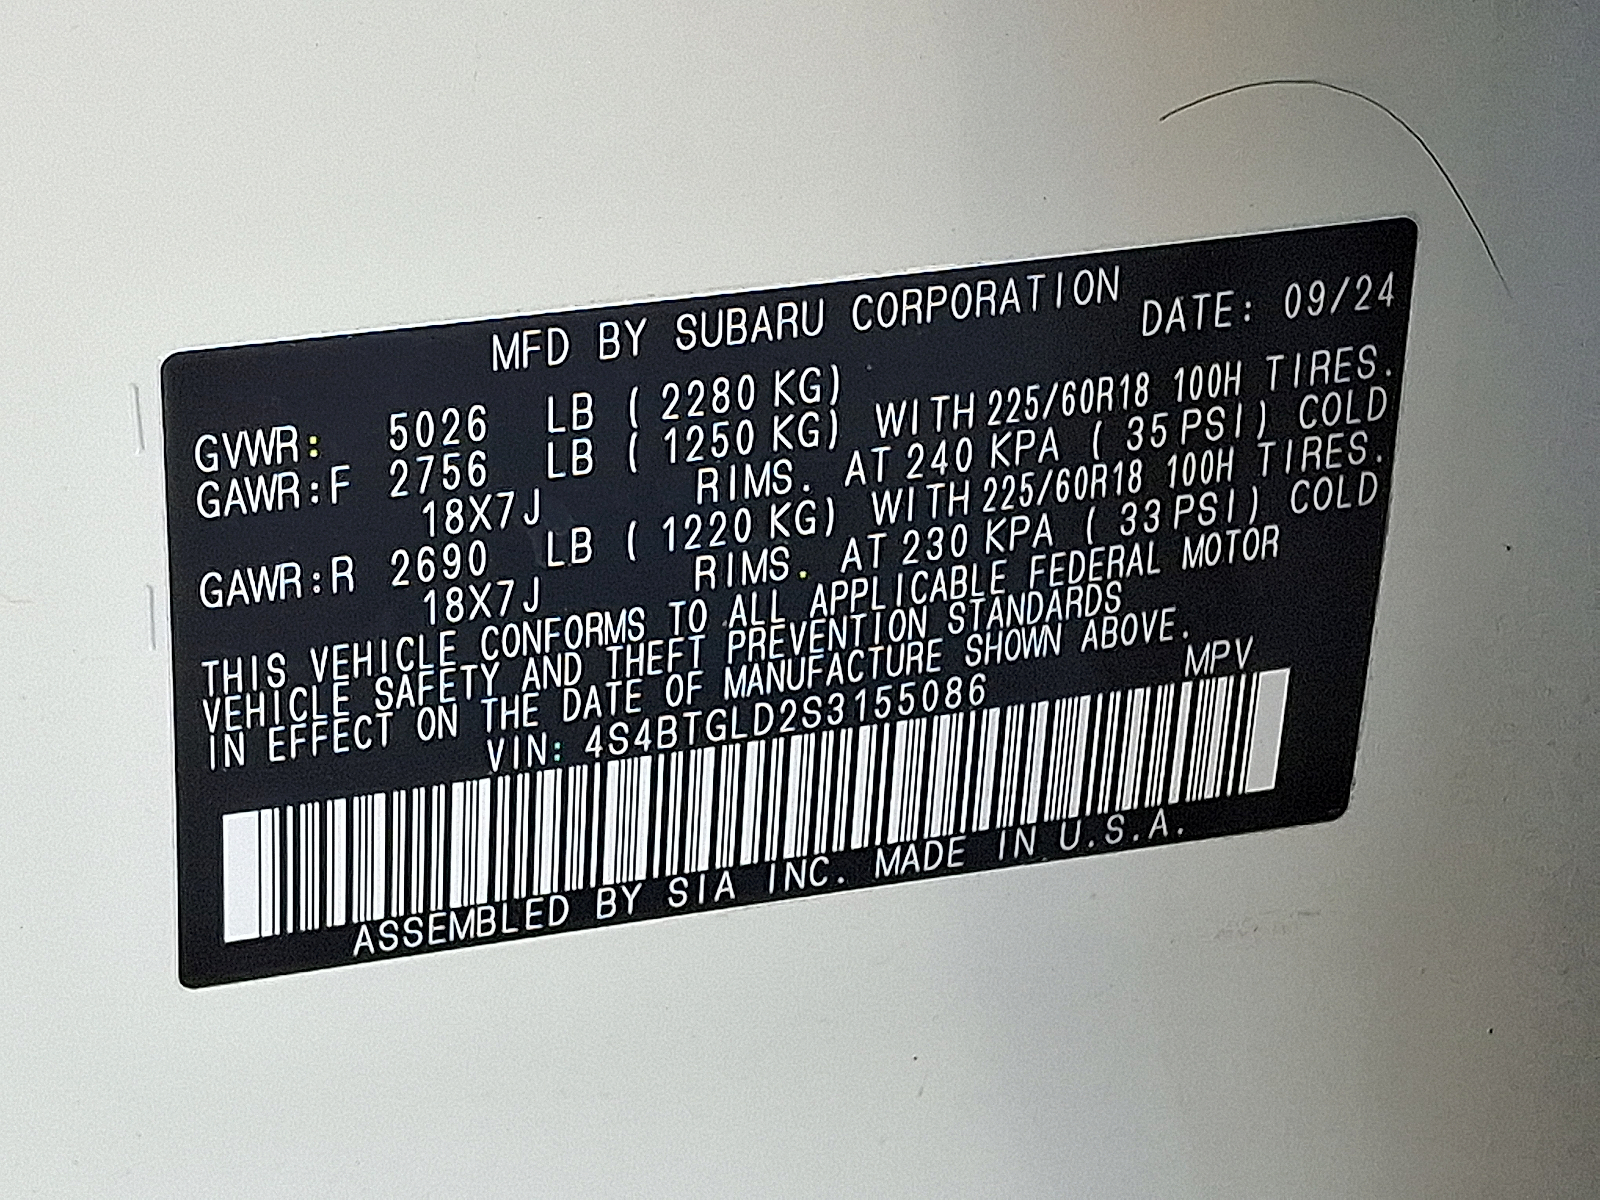 MFD BY SUBARU CORPORATION
DATE: 09/24
GVWR: 5026 LB ( 2280 KG)
GAWR:F 2756 LB ( 1250 KG) WITH 225/60R18 100H TIRES.
18X7J RIMS. AT 240 KPA ( 35 PSI) COLD
GAWR:R 2690 LB ( 1220 KG) WITH 225/60R18 100H TIRES.
18X7J RIMS. AT 230 KPA ( 33 PSI) COLD
THIS VEHICLE CONFORMS TO ALL APPLICABLE FEDERAL MOTOR
VEHICLE SAFETY AND THEFT PREVENTION STANDARDS
IN EFFECT ON THE DATE OF MANUFACTURE SHOWN ABOVE.
VIN: 4S4BTGLD2S3155086 MPV
ASSEMBLED BY SIA INC. MADE IN U.S.A.